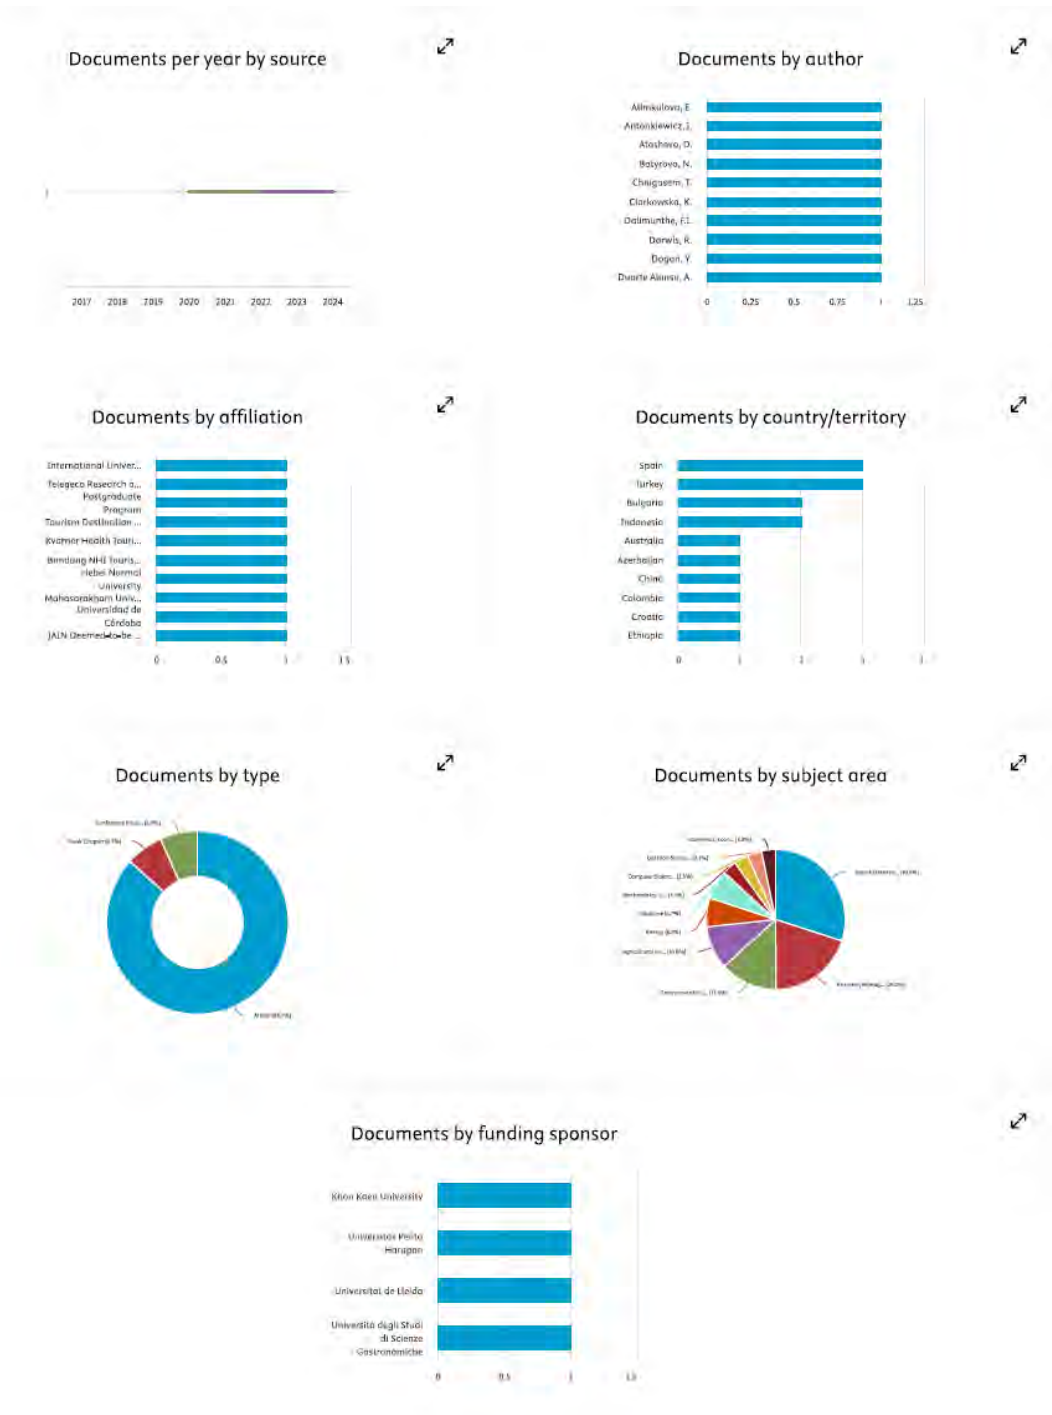 Documents per year by source
2017 2018 2019 2020 2021 2022 2023 2024
Documents by author
Alimkulova, E.
Antonkiewicz, J.
Atashova, D.
Batyrova, N.
Chaigasem, T.
Ciarkowska, K.
Dalimunthe, F.I.
Darwis, R.
Dogan, Y.
Duarte Alonso, A.
0 0.25 0.5 0.75 1 1.25
Documents by affiliation
International Univer...
Telegeco Research a...
Postgraduate
Program
Tourism Destination ...
Kvarner Health Touri...
Bandung NHI Touris...
Hebei Normal
University
Mahasarakham Univ...
Universidad de
Córdoba
JAIN Deemed-to-be ...
0 0.5 1 1.5
Documents by country/territory
Spain
Turkey
Bulgaria
Indonesia
Australia
Azerbaijan
China
Colombia
Croatia
Ethiopia
0 1 2 3
Documents by type
Documents by subject area
Documents by funding sponsor
Khon Kaen University
Universitas Pelita
Harapan
Universitat de Lleida
Università degli Studi
di Scienze
Gastronomiche
0 0.5 1 1.5